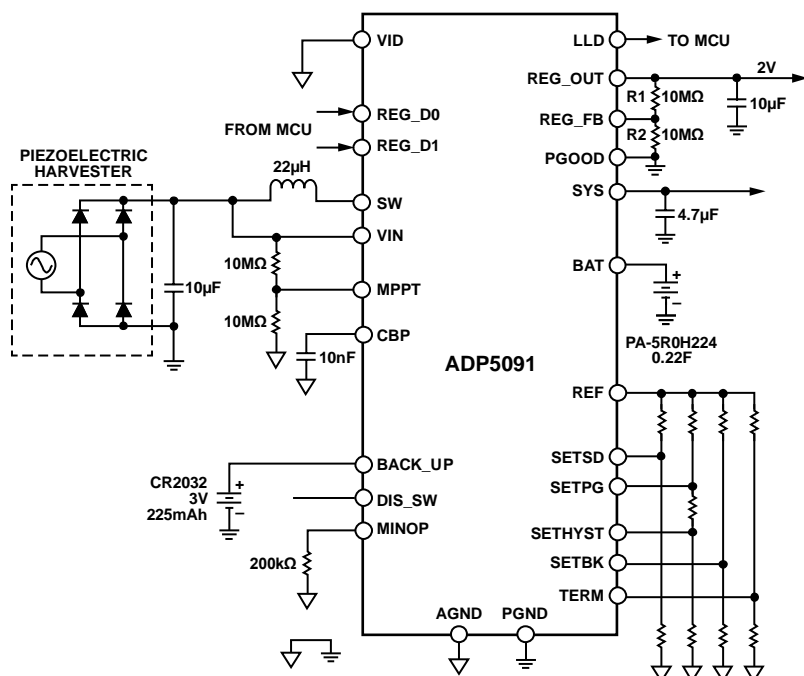 VID
LLD
TO MCU
REG_OUT
2V
R1
10MΩ
10µF
REG_D0
FROM MCU
REG_D1
REG_FB
R2
10MΩ
PGOOD
PIEZOELECTRIC
HARVESTER
22µH
SW
SYS
4.7µF
VIN
10MΩ
10µF
MPPT
BAT
+
–
10MΩ
CBP
10nF
PA-5R0H224
0.22F
ADP5091
REF
BACK_UP
CR2032
3V
225mAh
+
–
DIS_SW
MINOP
200kΩ
SETSD
SETPG
SETHYST
SETBK
TERM
AGND
PGND